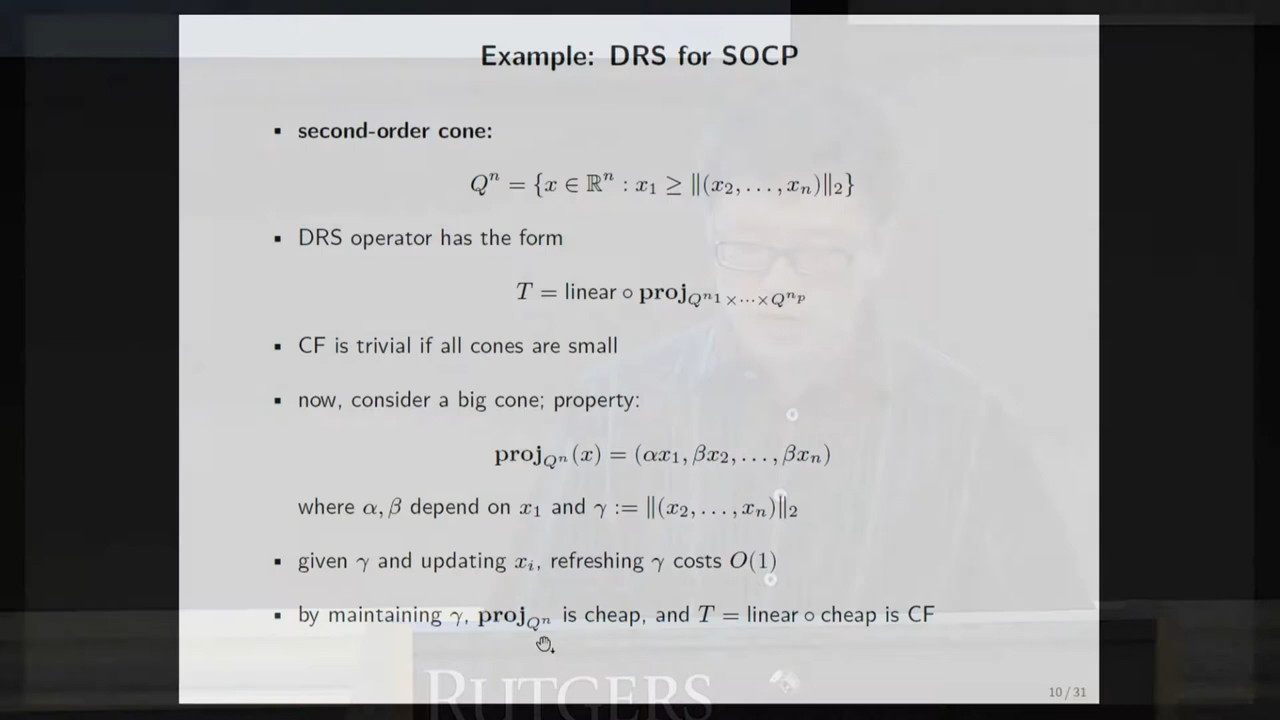 Example: DRS for SOCP
▪ second-order cone:
Qⁿ = {x ∈ ℝⁿ : x₁ ≥ ‖(x₂, . . . , xₙ)‖₂}
▪ DRS operator has the form
T = linear ∘ proj_{Q^{n₁}×···×Q^{nₚ}}
▪ CF is trivial if all cones are small
▪ now, consider a big cone; property:
proj_{Qⁿ}(x) = (αx₁, βx₂, . . . , βxₙ)
where α, β depend on x₁ and γ := ‖(x₂, . . . , xₙ)‖₂
▪ given γ and updating xᵢ, refreshing γ costs O(1)
▪ by maintaining γ, proj_{Qⁿ} is cheap, and T = linear ∘ cheap is CF
RUTGERS
10 / 31